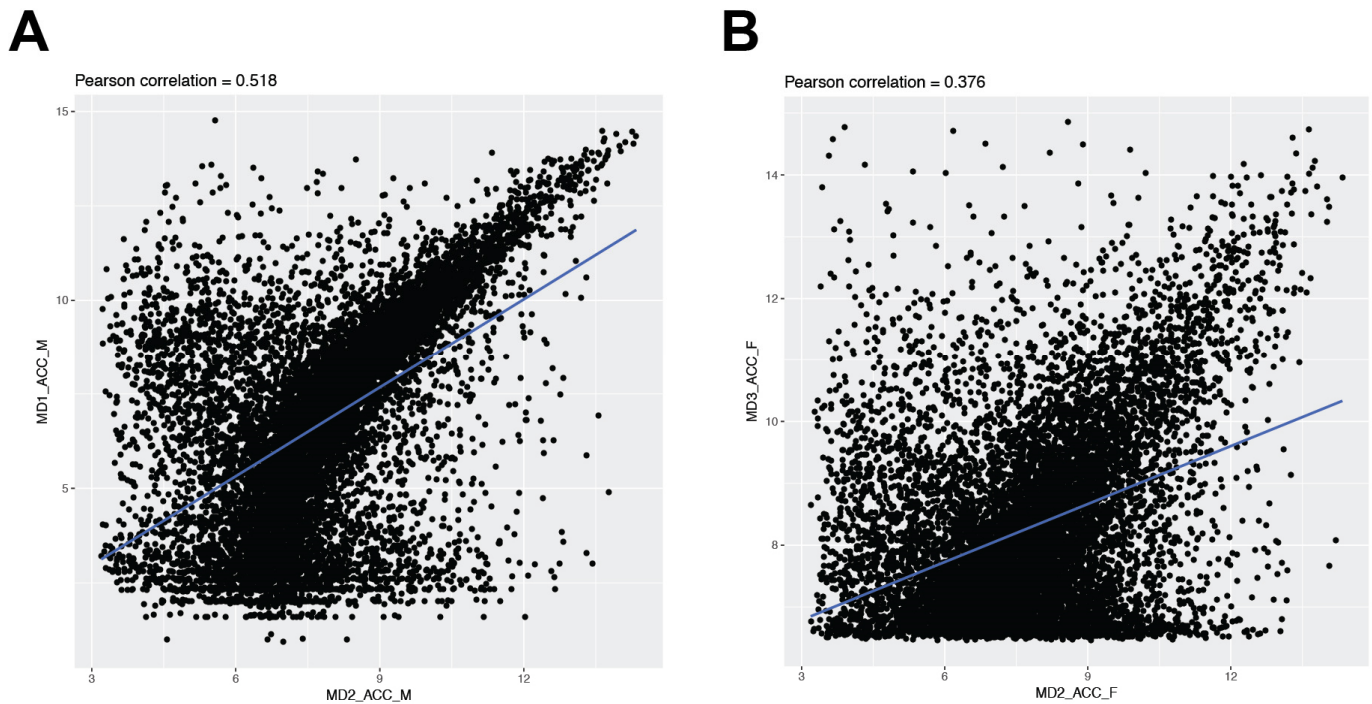 A
Pearson correlation = 0.518
15
10
5
MD1_ACC_M
3
6
9
12
MD2_ACC_M
B
Pearson correlation = 0.376
14
12
10
8
MD3_ACC_F
3
6
9
12
MD2_ACC_F